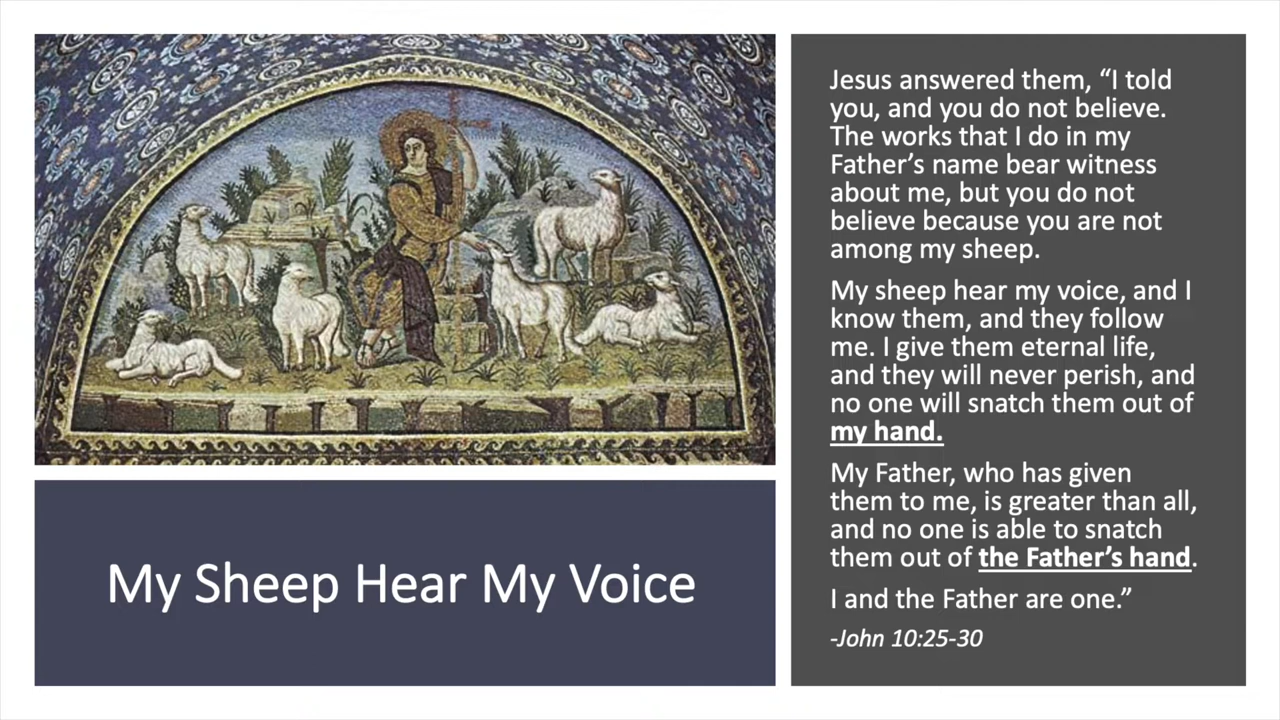 My Sheep Hear My Voice
Jesus answered them, “I told
you, and you do not believe.
The works that I do in my
Father’s name bear witness
about me, but you do not
believe because you are not
among my sheep.
My sheep hear my voice, and I
know them, and they follow
me. I give them eternal life,
and they will never perish, and
no one will snatch them out of
my hand.
My Father, who has given
them to me, is greater than all,
and no one is able to snatch
them out of the Father’s hand.
I and the Father are one.”
-John 10:25-30